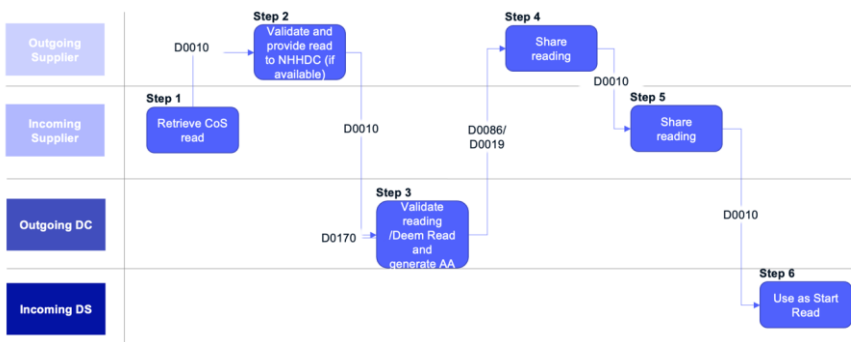 Outgoing
Supplier
Incoming
Supplier
Outgoing DC
Incoming DS
Step 1
Retrieve CoS
read
D0010
Step 2
Validate and
provide read
to NHHDC (if
available)
D0010
D0170
Step 3
Validate
reading
/Deem Read
and
generate AA
D0086/
D0019
Step 4
Share
reading
D0010
Step 5
Share
reading
D0010
Step 6
Use as Start
Read